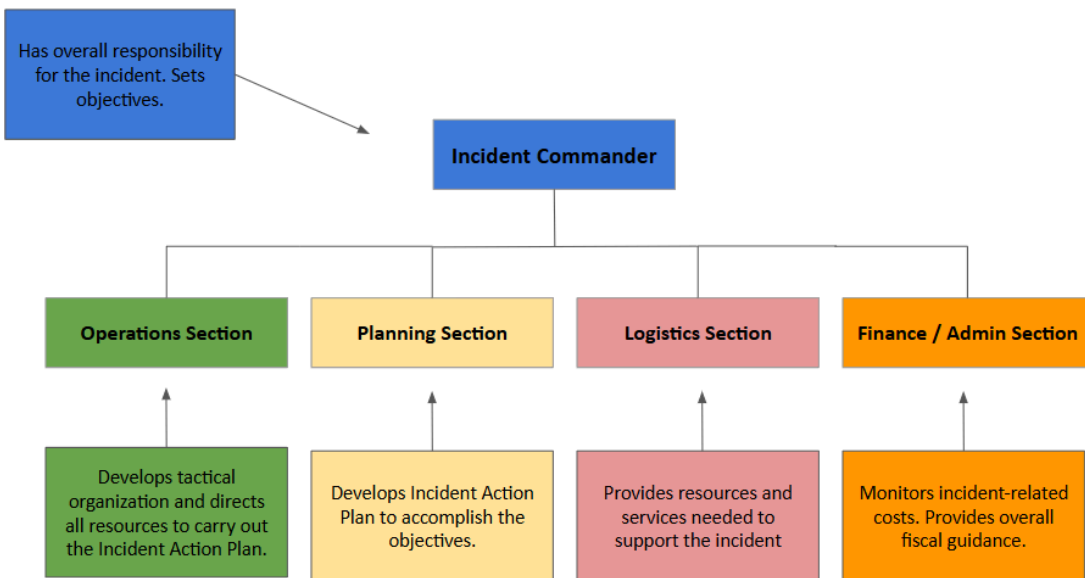 Has overall responsibility
for the incident. Sets
objectives.
Incident Commander
Operations Section
Planning Section
Logistics Section
Finance / Admin Section
Develops tactical
organization and directs
all resources to carry out
the Incident Action Plan.
Develops Incident Action
Plan to accomplish the
objectives.
Provides resources and
services needed to
support the incident
Monitors incident-related
costs. Provides overall
fiscal guidance.